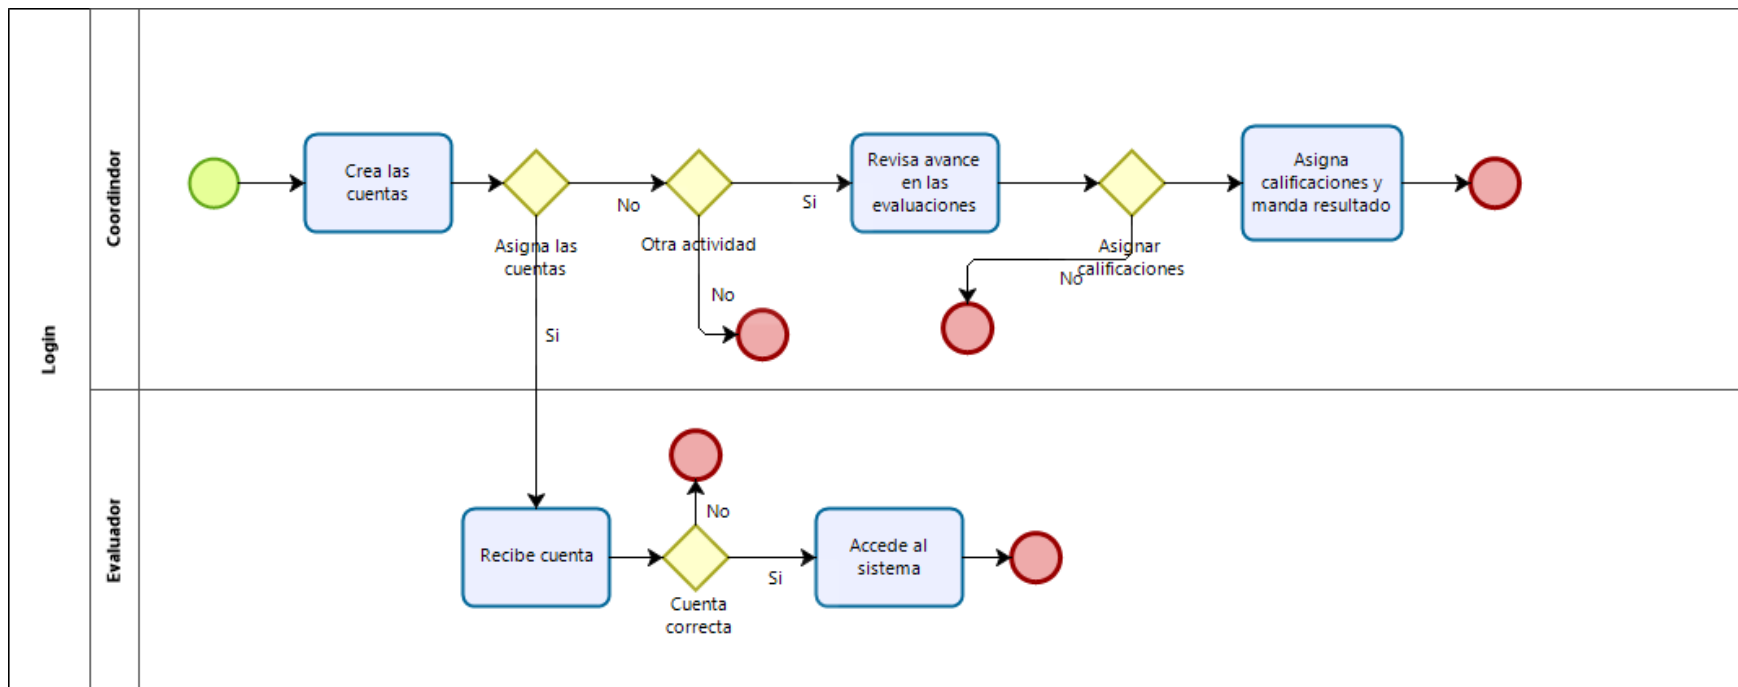 Login
Coordindor
Crea las
cuentas
Asigna las
cuentas
No
Si
Otra actividad
No
Si
Revisa avance
en las
evaluaciones
Asignar
calificaciones
No
Asigna
calificaciones y
manda resultado
Evaluador
Recibe cuenta
Cuenta
correcta
No
Si
Accede al
sistema